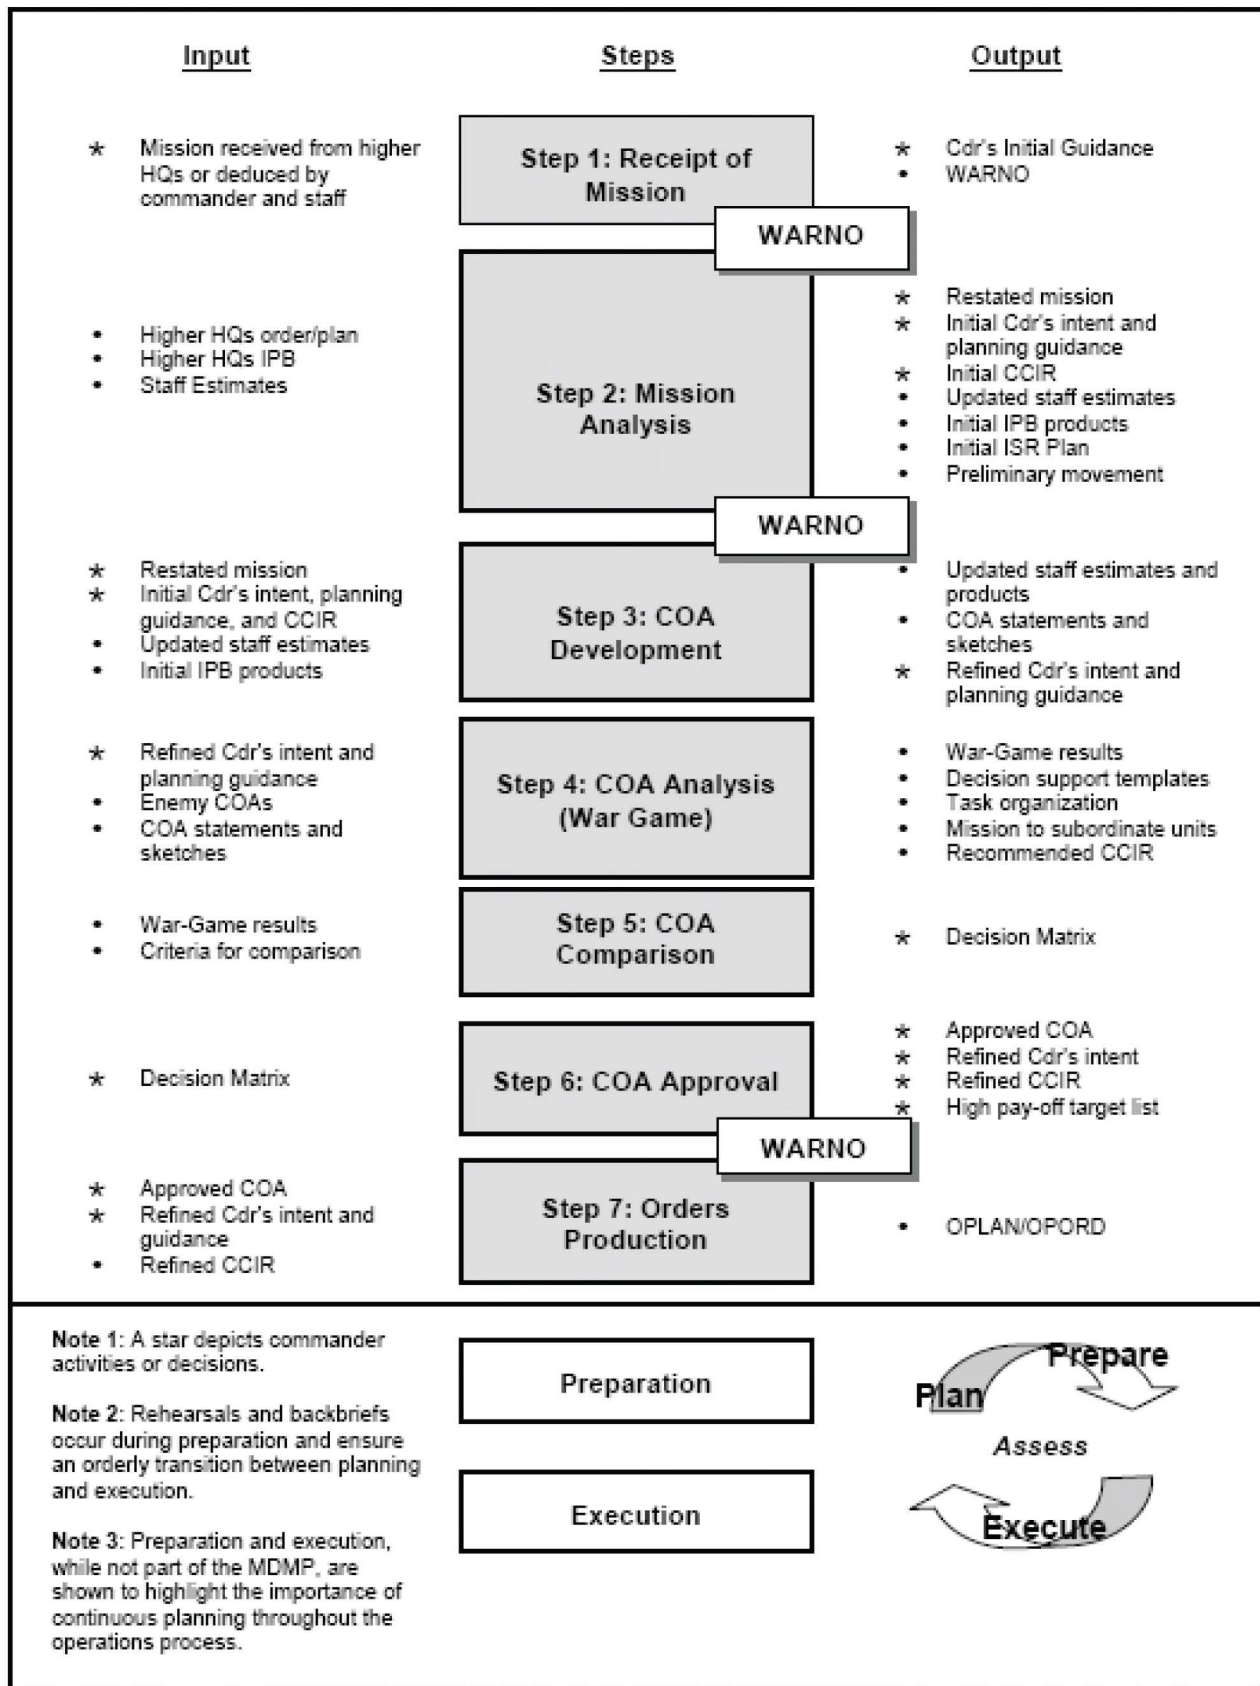 Input
Steps
Output
* Mission received from higher
HQs or deduced by
commander and staff
Step 1: Receipt of
Mission
* Cdr's Initial Guidance
• WARNO
WARNO
• Higher HQs order/plan
• Higher HQs IPB
• Staff Estimates
Step 2: Mission
Analysis
* Restated mission
* Initial Cdr's intent and
planning guidance
* Initial CCIR
• Updated staff estimates
• Initial IPB products
• Initial ISR Plan
• Preliminary movement
WARNO
* Restated mission
* Initial Cdr's intent, planning
guidance, and CCIR
• Updated staff estimates
• Initial IPB products
Step 3: COA
Development
• Updated staff estimates and
products
• COA statements and
sketches
* Refined Cdr's intent and
planning guidance
* Refined Cdr's intent and
planning guidance
• Enemy COAs
• COA statements and
sketches
Step 4: COA Analysis
(War Game)
• War-Game results
• Decision support templates
• Task organization
• Mission to subordinate units
• Recommended CCIR
• War-Game results
• Criteria for comparison
Step 5: COA
Comparison
* Decision Matrix
* Decision Matrix
Step 6: COA Approval
* Approved COA
* Refined Cdr's intent
* Refined CCIR
* High pay-off target list
WARNO
* Approved COA
* Refined Cdr's intent and
guidance
• Refined CCIR
Step 7: Orders
Production
• OPLAN/OPORD
Note 1: A star depicts commander
activities or decisions.
Note 2: Rehearsals and backbriefs
occur during preparation and ensure
an orderly transition between planning
and execution.
Note 3: Preparation and execution,
while not part of the MDMP, are
shown to highlight the importance of
continuous planning throughout the
operations process.
Preparation
Execution
Prepare
Plan
Assess
Execute